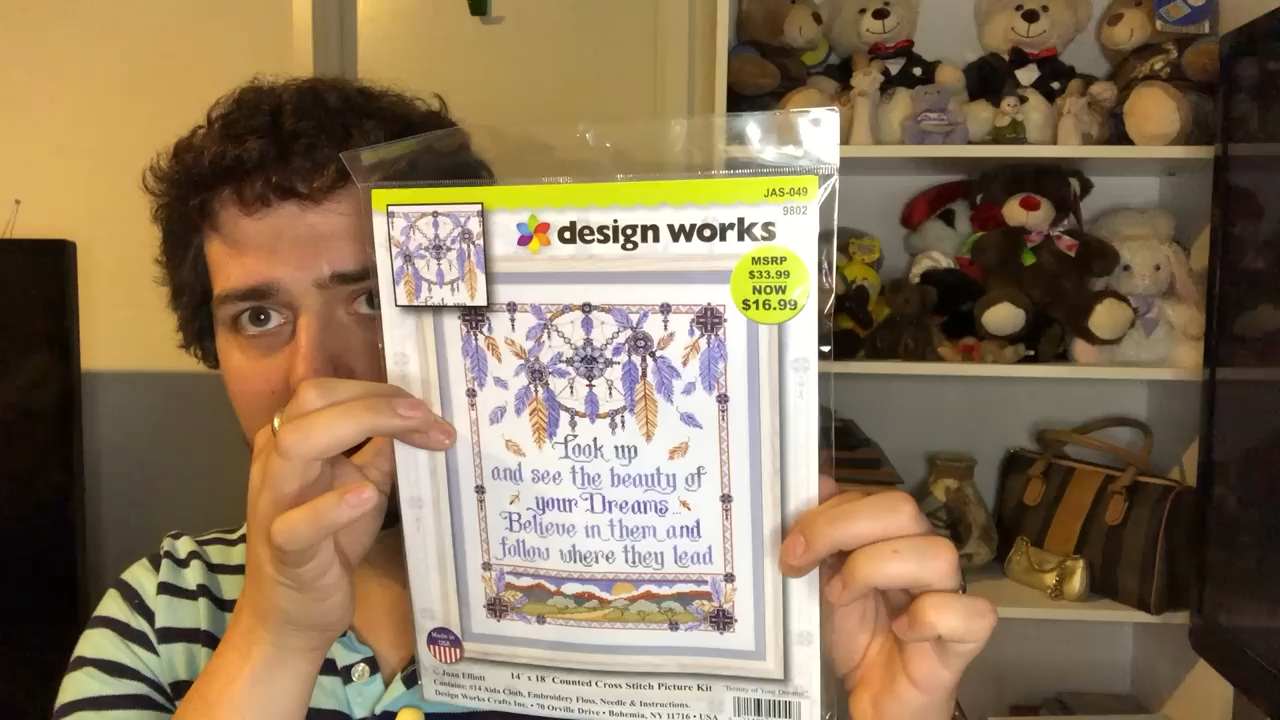 JAS-049
9802
design works
MSRP
$33.99
NOW
$16.99
Look up
Look up
and see the beauty of
your Dreams...
Believe in them and
follow where they lead
Made in
USA
© Joan Elliott
14" x 18" Counted Cross Stitch Picture Kit
"Beauty of Your Dreams"
Contains: #14 Aida Cloth, Embroidery Floss, Needle & Instructions.
Design Works Crafts Inc. • 70 Orville Drive • Bohemia, NY 11716 • USA